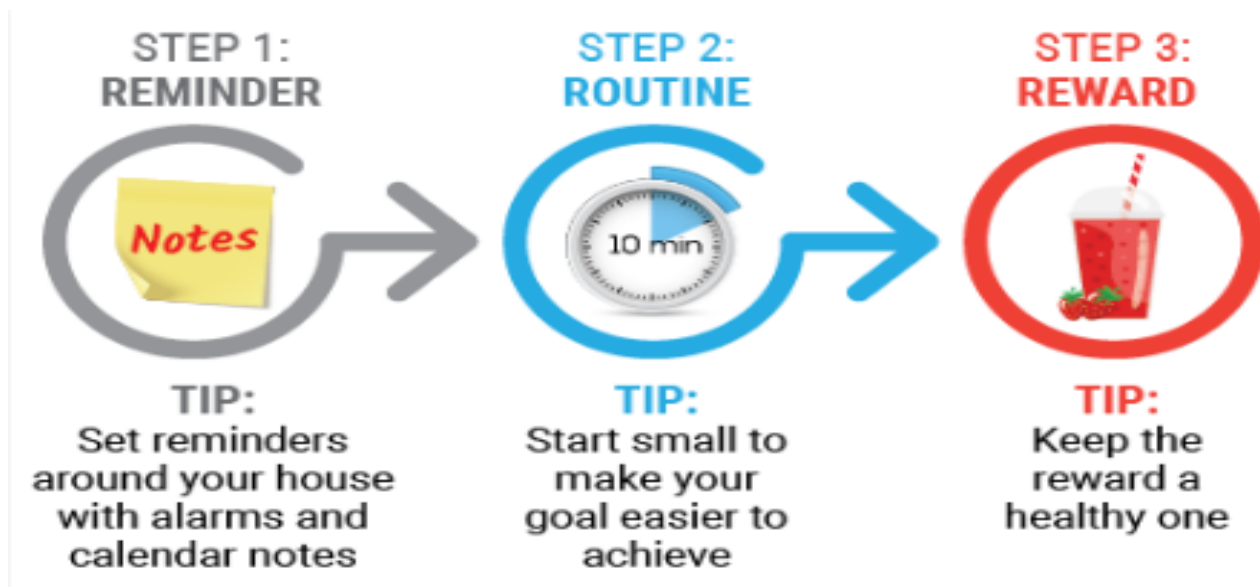 STEP 1:
REMINDER
Notes
TIP:
Set reminders
around your house
with alarms and
calendar notes
STEP 2:
ROUTINE
10 min
TIP:
Start small to
make your
goal easier to
achieve
STEP 3:
REWARD
TIP:
Keep the
reward a
healthy one